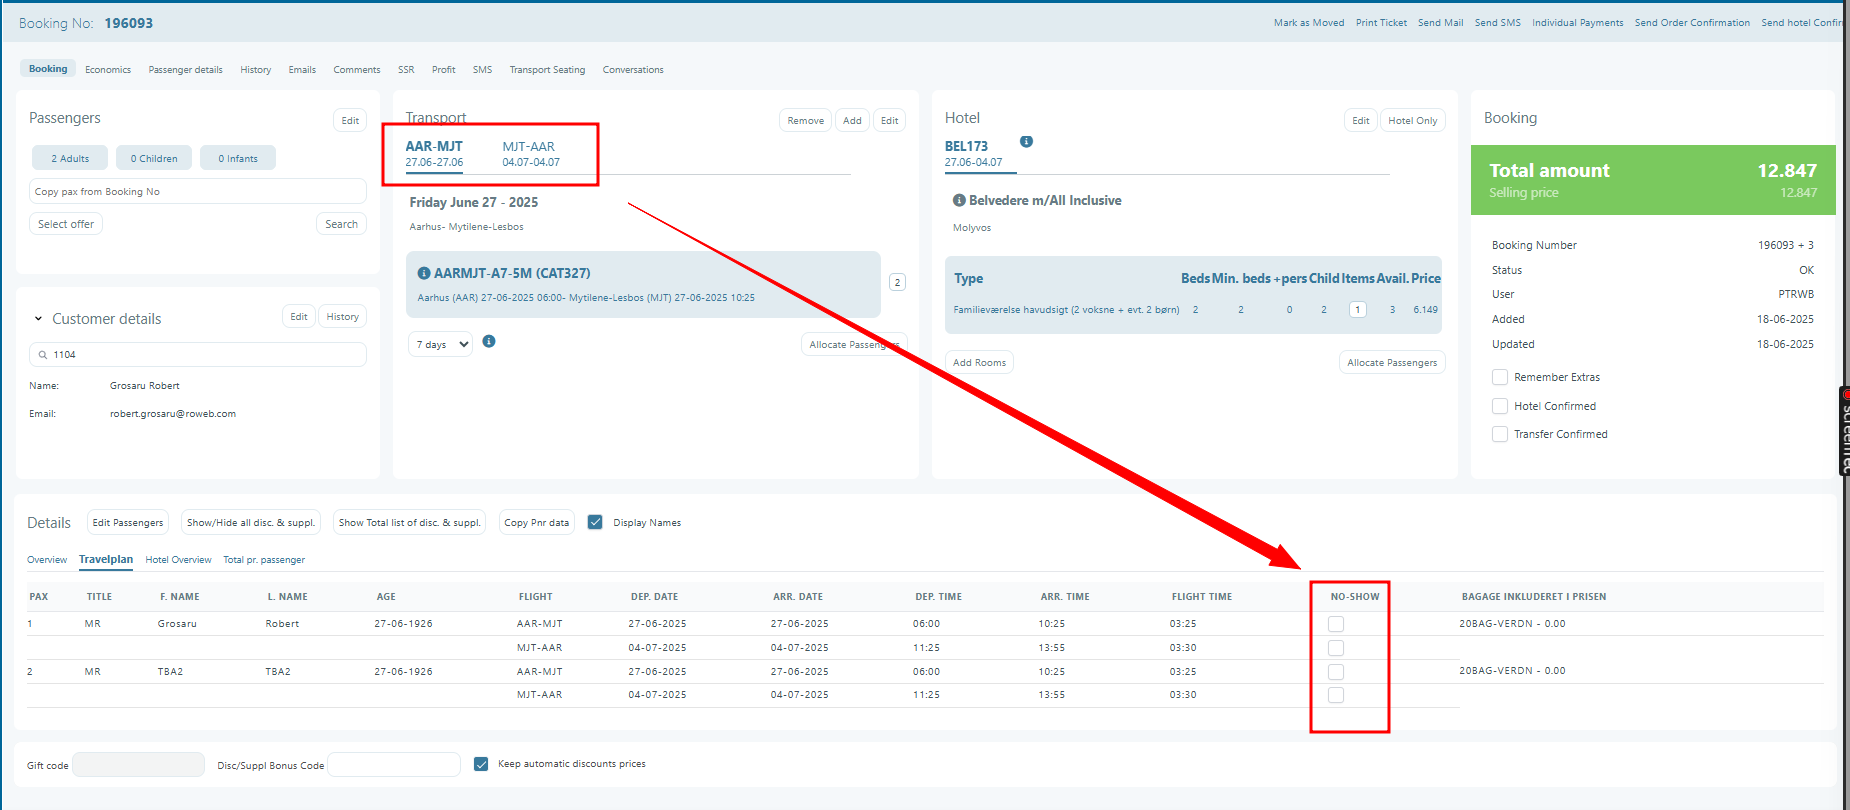 Booking No: 196093
Mark as Moved Print Ticket Send Mail Send SMS Individual Payments Send Order Confirmation Send hotel Confir
Booking Economics Passenger details History Emails Comments SSR Profit SMS Transport Seating Conversations
Passengers
Edit
2 Adults 0 Children 0 Infants
Copy pax from Booking No
Select offer Search
Customer details
Edit History
1104
Name: Grosaru Robert
Email: robert.grosaru@roweb.com
Transport
Remove Add Edit
AAR-MJT MJT-AAR
27.06-27.06 04.07-04.07
Friday June 27 - 2025
Aarhus- Mytilene-Lesbos
AARMJT-A7-5M (CAT327)
Aarhus (AAR) 27-06-2025 06:00- Mytilene-Lesbos (MJT) 27-06-2025 10:25
2
7 days
Allocate Passengers
Hotel
Edit Hotel Only
BEL173
27.06-04.07
Belvedere m/All Inclusive
Molyvos
Type Beds Min. beds +pers Child Items Avail. Price
Familieværelse havudsigt (2 voksne + evt. 2 børn) 2 2 0 2 1 3 6.149
Add Rooms Allocate Passengers
Booking
Total amount 12.847
Selling price 12.847
Booking Number 196093 + 3
Status OK
User PTRWB
Added 18-06-2025
Updated 18-06-2025
Remember Extras
Hotel Confirmed
Transfer Confirmed
Details Edit Passengers Show/Hide all disc. & suppl. Show Total list of disc. & suppl. Copy Pnr data Display Names
Overview Travelplan Hotel Overview Total pr. passenger
PAX TITLE F. NAME L. NAME AGE FLIGHT DEP. DATE ARR. DATE DEP. TIME ARR. TIME FLIGHT TIME NO-SHOW BAGAGE INKLUDERET I PRISEN
1 MR Grosaru Robert 27-06-1926 AAR-MJT 27-06-2025 27-06-2025 06:00 10:25 03:25 20BAG-VERDN - 0.00
MJT-AAR 04-07-2025 04-07-2025 11:25 13:55 03:30
2 MR TBA2 TBA2 27-06-1926 AAR-MJT 27-06-2025 27-06-2025 06:00 10:25 03:25 20BAG-VERDN - 0.00
MJT-AAR 04-07-2025 04-07-2025 11:25 13:55 03:30
Gift code Disc/Suppl Bonus Code Keep automatic discounts prices